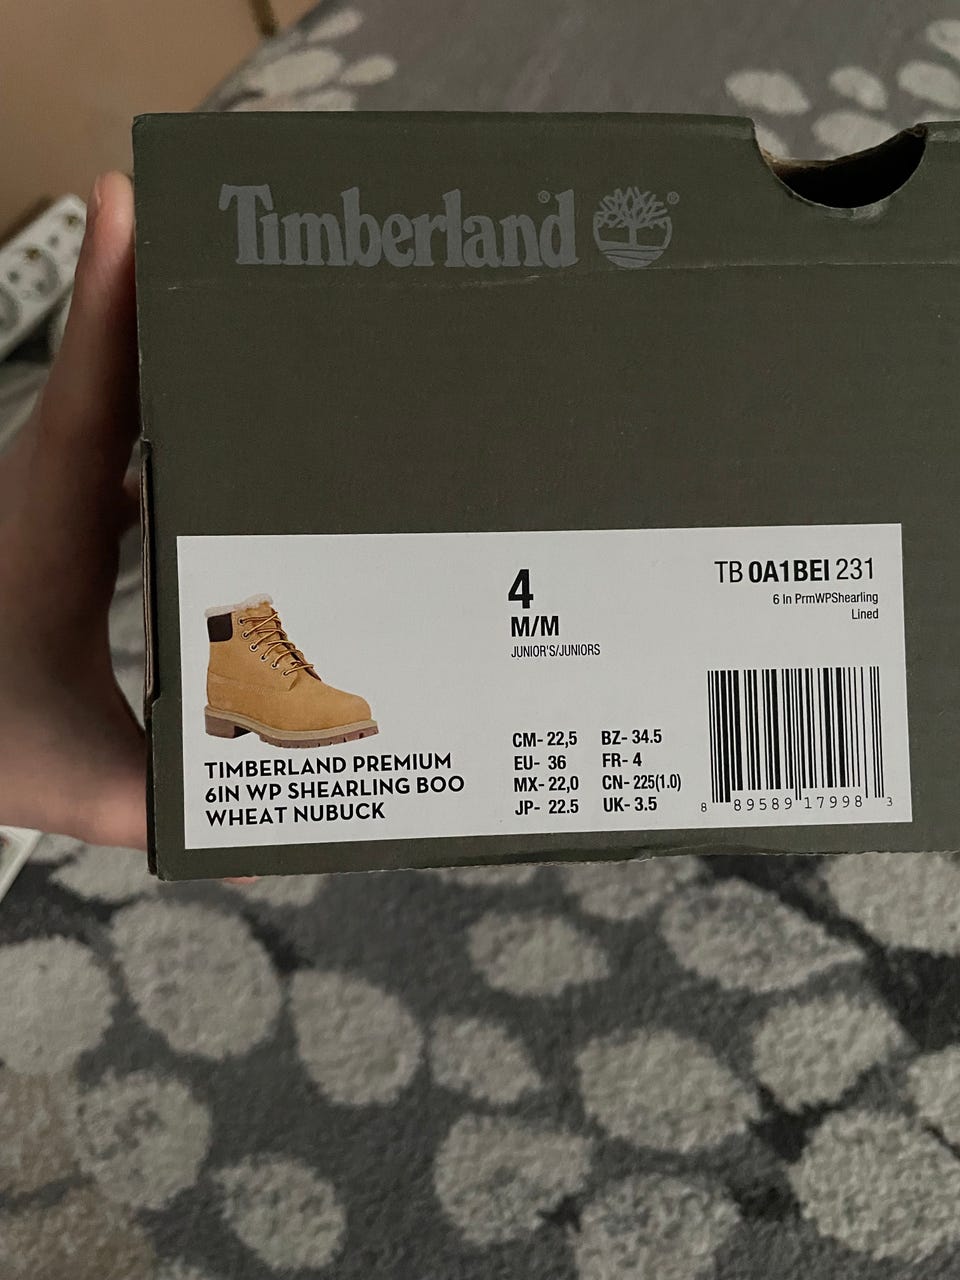 Timberland® ®
4
M/M
JUNIOR'S/JUNIORS
TB 0A1BEI 231
6 In PrmWPShearling
Lined
TIMBERLAND PREMIUM
6IN WP SHEARLING BOO
WHEAT NUBUCK
CM- 22,5 BZ- 34.5
EU- 36 FR- 4
MX- 22,0 CN- 225(1.0)
JP- 22.5 UK- 3.5
8 89589 17998 3